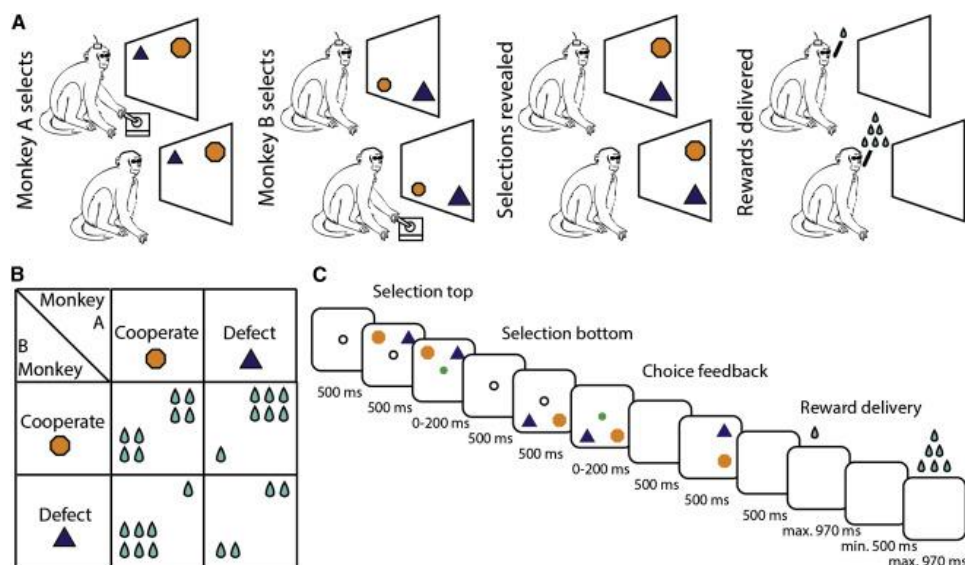 A
Monkey A selects
Monkey B selects
Selections revealed
Rewards delivered
B
Monkey
A
B
Monkey
Cooperate
Defect
Cooperate
Defect
C
Selection top
Selection bottom
Choice feedback
Reward delivery
500 ms
500 ms
0-200 ms
500 ms
500 ms
0-200 ms
500 ms
500 ms
500 ms
max. 970 ms
min. 500 ms
max. 970 ms